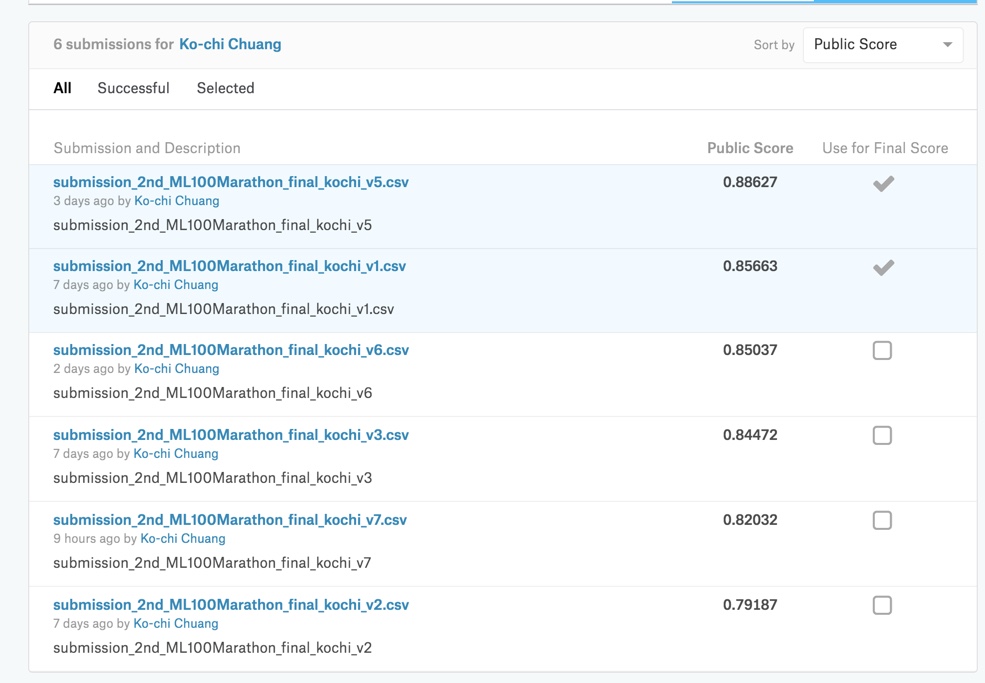 6 submissions for Ko-chi Chuang
Sort by Public Score
All Successful Selected
Submission and Description Public Score Use for Final Score
submission_2nd_ML100Marathon_final_kochi_v5.csv 0.88627
3 days ago by Ko-chi Chuang
submission_2nd_ML100Marathon_final_kochi_v5
submission_2nd_ML100Marathon_final_kochi_v1.csv 0.85663
7 days ago by Ko-chi Chuang
submission_2nd_ML100Marathon_final_kochi_v1.csv
submission_2nd_ML100Marathon_final_kochi_v6.csv 0.85037
2 days ago by Ko-chi Chuang
submission_2nd_ML100Marathon_final_kochi_v6
submission_2nd_ML100Marathon_final_kochi_v3.csv 0.84472
7 days ago by Ko-chi Chuang
submission_2nd_ML100Marathon_final_kochi_v3
submission_2nd_ML100Marathon_final_kochi_v7.csv 0.82032
9 hours ago by Ko-chi Chuang
submission_2nd_ML100Marathon_final_kochi_v7
submission_2nd_ML100Marathon_final_kochi_v2.csv 0.79187
7 days ago by Ko-chi Chuang
submission_2nd_ML100Marathon_final_kochi_v2